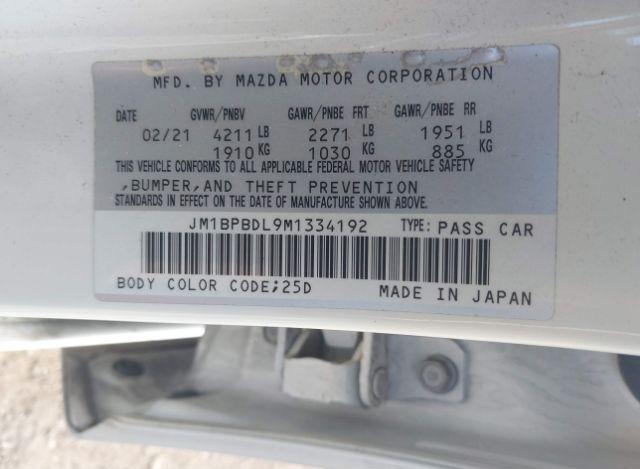 MFD. BY MAZDA MOTOR CORPORATION
DATE GVWR/PNBV GAWR/PNBE FRT GAWR/PNBE RR
02/21 4211 LB 2271 LB 1951 LB
1910 KG 1030 KG 885 KG
THIS VEHICLE CONFORMS TO ALL APPLICABLE FEDERAL MOTOR VEHICLE SAFETY
,BUMPER,AND THEFT PREVENTION
STANDARDS IN EFFECT ON THE DATE OF MANUFACTURE SHOWN ABOVE.
JM1BPBDL9M1334192 TYPE: PASS CAR
BODY COLOR CODE;25D MADE IN JAPAN